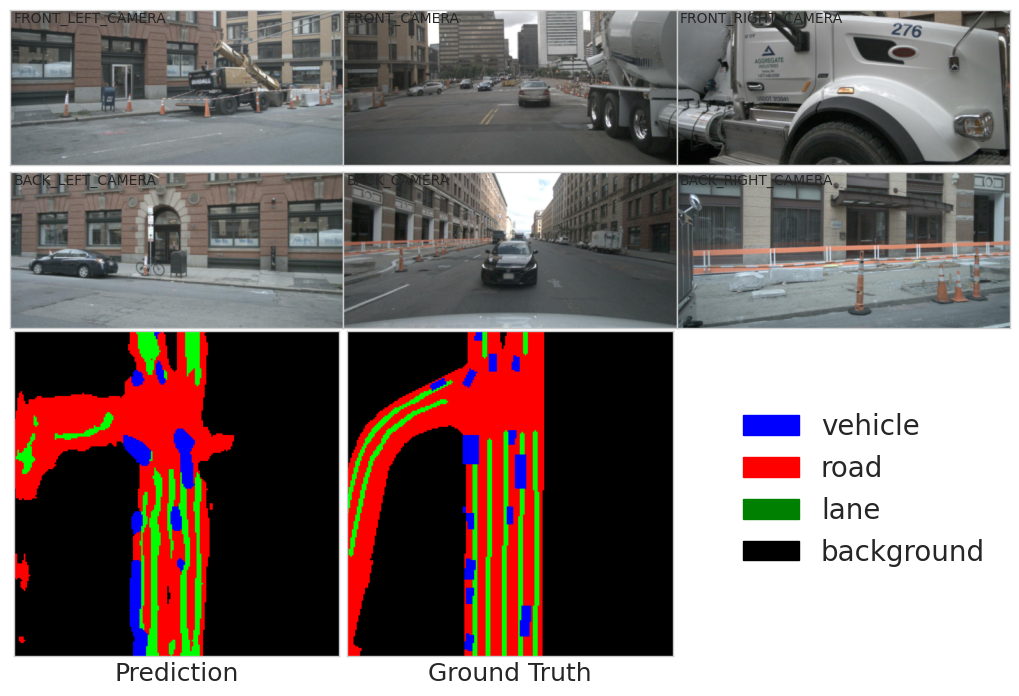 FRONT_LEFT_CAMERA
FRONT_CAMERA
FRONT_RIGHT_CAMERA
276
AGGREGATE
BACK_LEFT_CAMERA
BACK_CAMERA
BACK_RIGHT_CAMERA
vehicle
road
lane
background
Prediction
Ground Truth